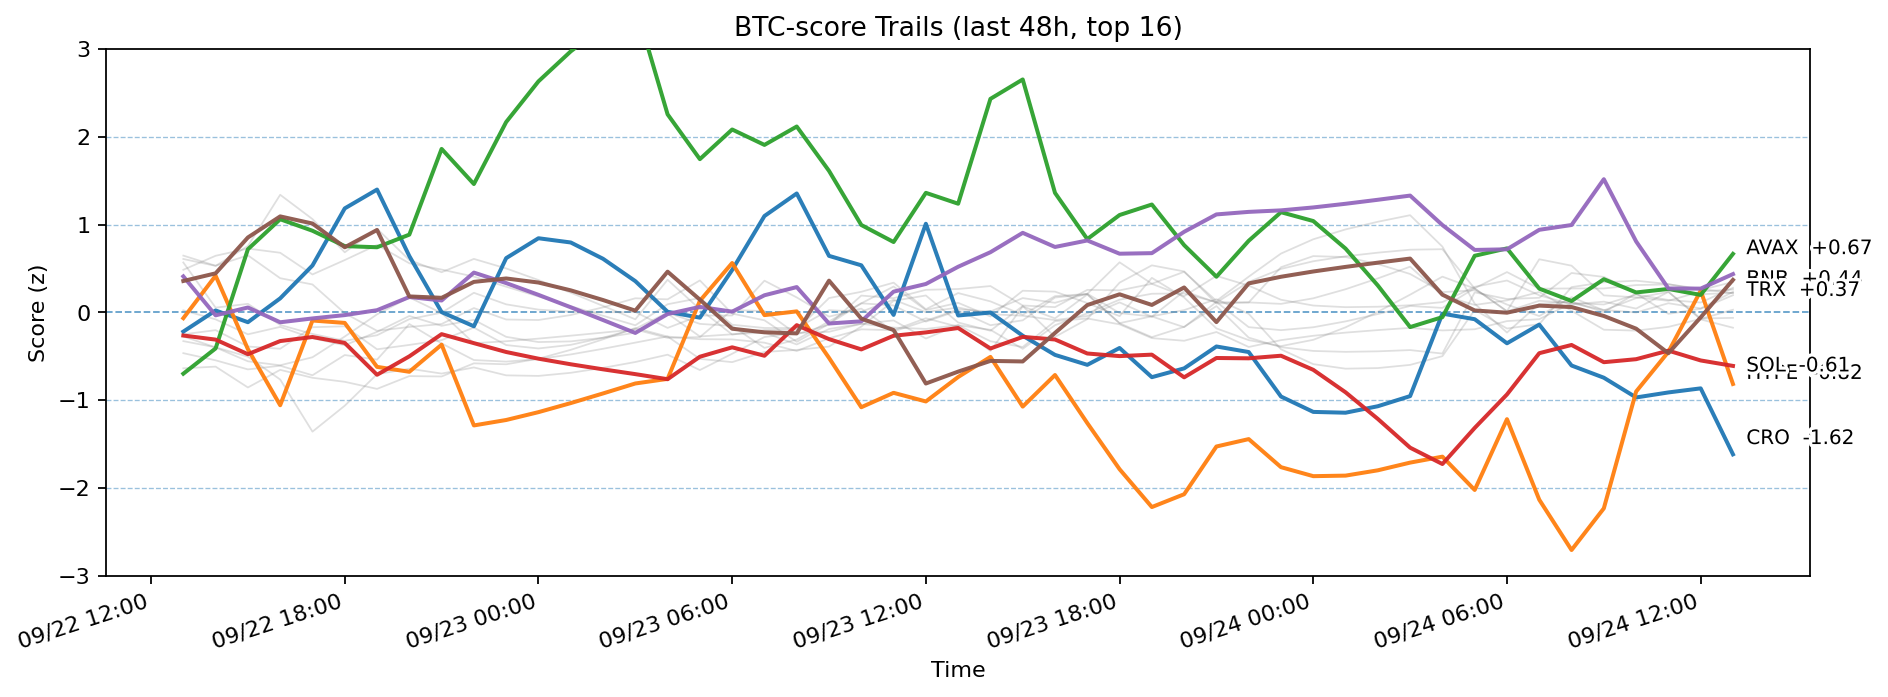 BTC-score Trails (last 48h, top 16)
Score (z)
3
2
1
0
−1
−2
−3
AVAX +0.67
BNB +0.44
TRX +0.37
SOL -0.61
CRO -1.62
09/22 12:00
09/22 18:00
09/23 00:00
09/23 06:00
09/23 12:00
09/23 18:00
09/24 00:00
09/24 06:00
09/24 12:00
Time